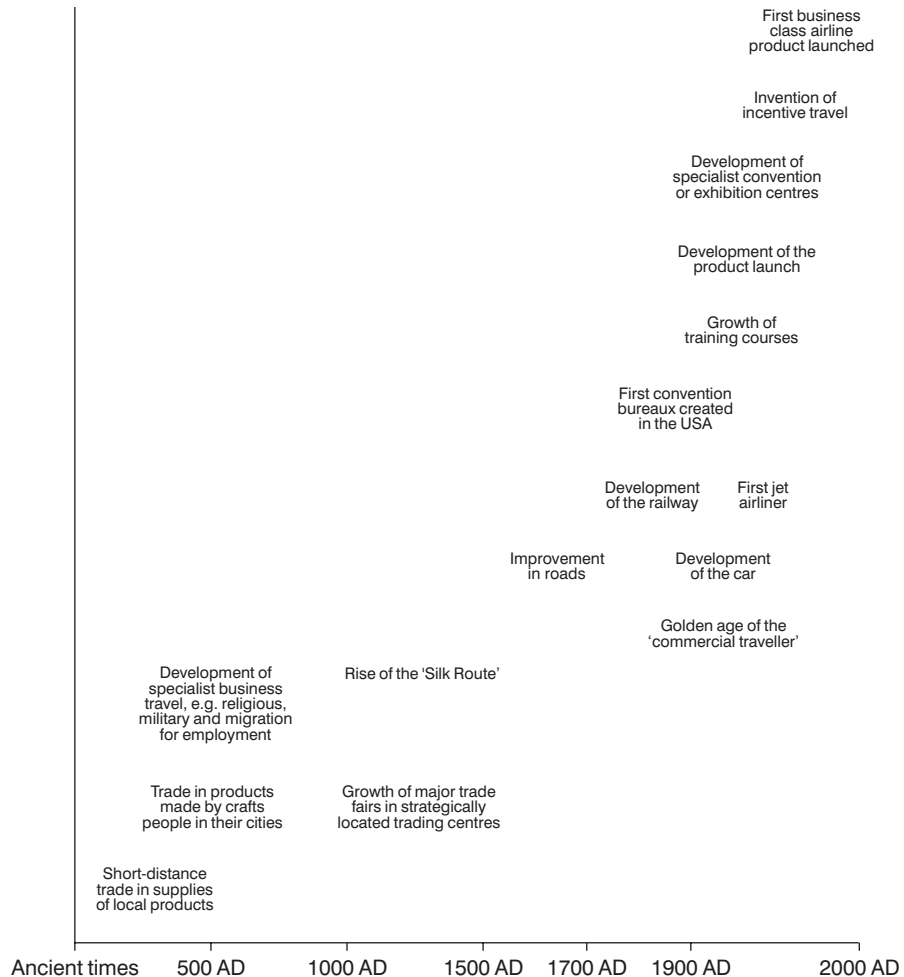 First business
class airline
product launched
Invention of
incentive travel
Development of
specialist convention
or exhibition centres
Development of the
product launch
Growth of
training courses
First convention
bureaux created
in the USA
Development
of the railway
First jet
airliner
Improvement
in roads
Development
of the car
Golden age of the
‘commercial traveller’
Development of
specialist business
travel, e.g. religious,
military and migration
for employment
Rise of the 'Silk Route’
Trade in products
made by crafts
people in their cities
Growth of major trade
fairs in strategically
located trading centres
Short-distance
trade in supplies
of local products
Ancient times 500 AD 1000 AD 1500 AD 1700 AD 1900 AD 2000 AD